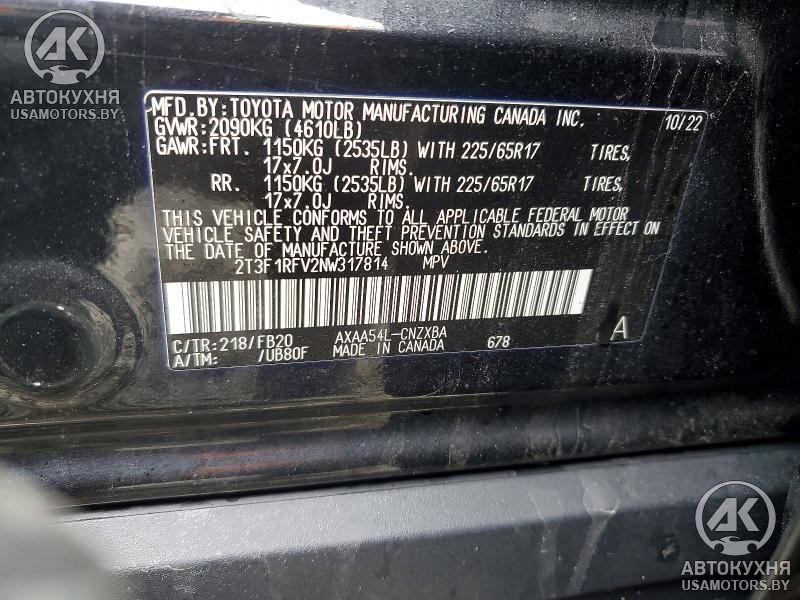 АК
АВТОКУХНЯ
USAMOTORS.BY
MFD.BY:TOYOTA MOTOR MANUFACTURING CANADA INC. 10/22
GVWR:2090KG (4610LB)
GAWR:FRT. 1150KG (2535LB) WITH 225/65R17 TIRES,
17x7.0J RIMS.
RR. 1150KG (2535LB) WITH 225/65R17 TIRES,
17x7.0J RIMS.
THIS VEHICLE CONFORMS TO ALL APPLICABLE FEDERAL MOTOR
VEHICLE SAFETY AND THEFT PREVENTION STANDARDS IN EFFECT ON
THE DATE OF MANUFACTURE SHOWN ABOVE.
2T3F1RFV2NW317814 MPV
C/TR:218/FB20 AXAA54L-CNZXBA A
A/TM: /UB80F MADE IN CANADA 678
АК
АВТОКУХНЯ
USAMOTORS.BY